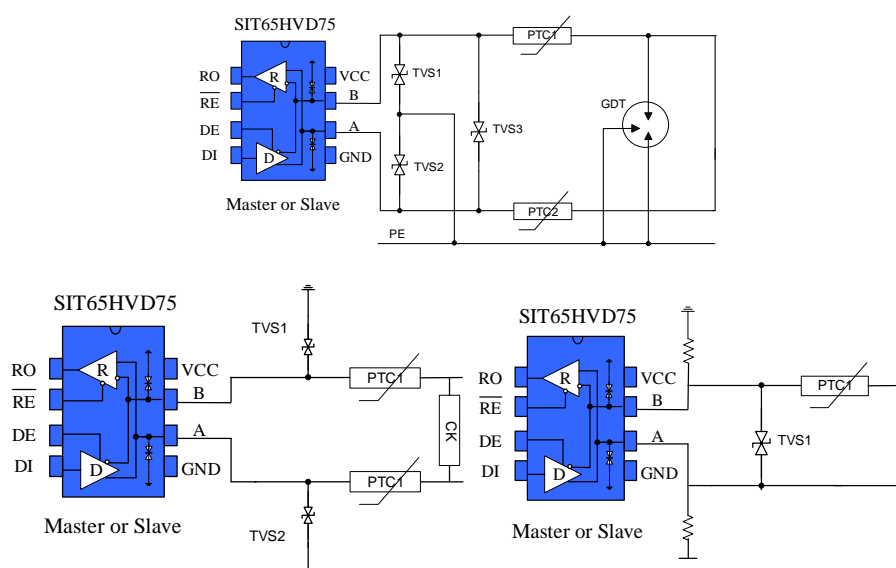 SIT65HVD75
RO
RE
DE
DI
R
D
VCC
B
A
GND
Master or Slave
TVS1
TVS2
TVS3
PTC1
PTC2
GDT
PE
SIT65HVD75
RO
RE
DE
DI
R
D
VCC
B
A
GND
Master or Slave
TVS1
TVS2
PTC1
PTC1
CK
SIT65HVD75
RO
RE
DE
DI
R
D
VCC
B
A
GND
Master or Slave
TVS1
PTC1